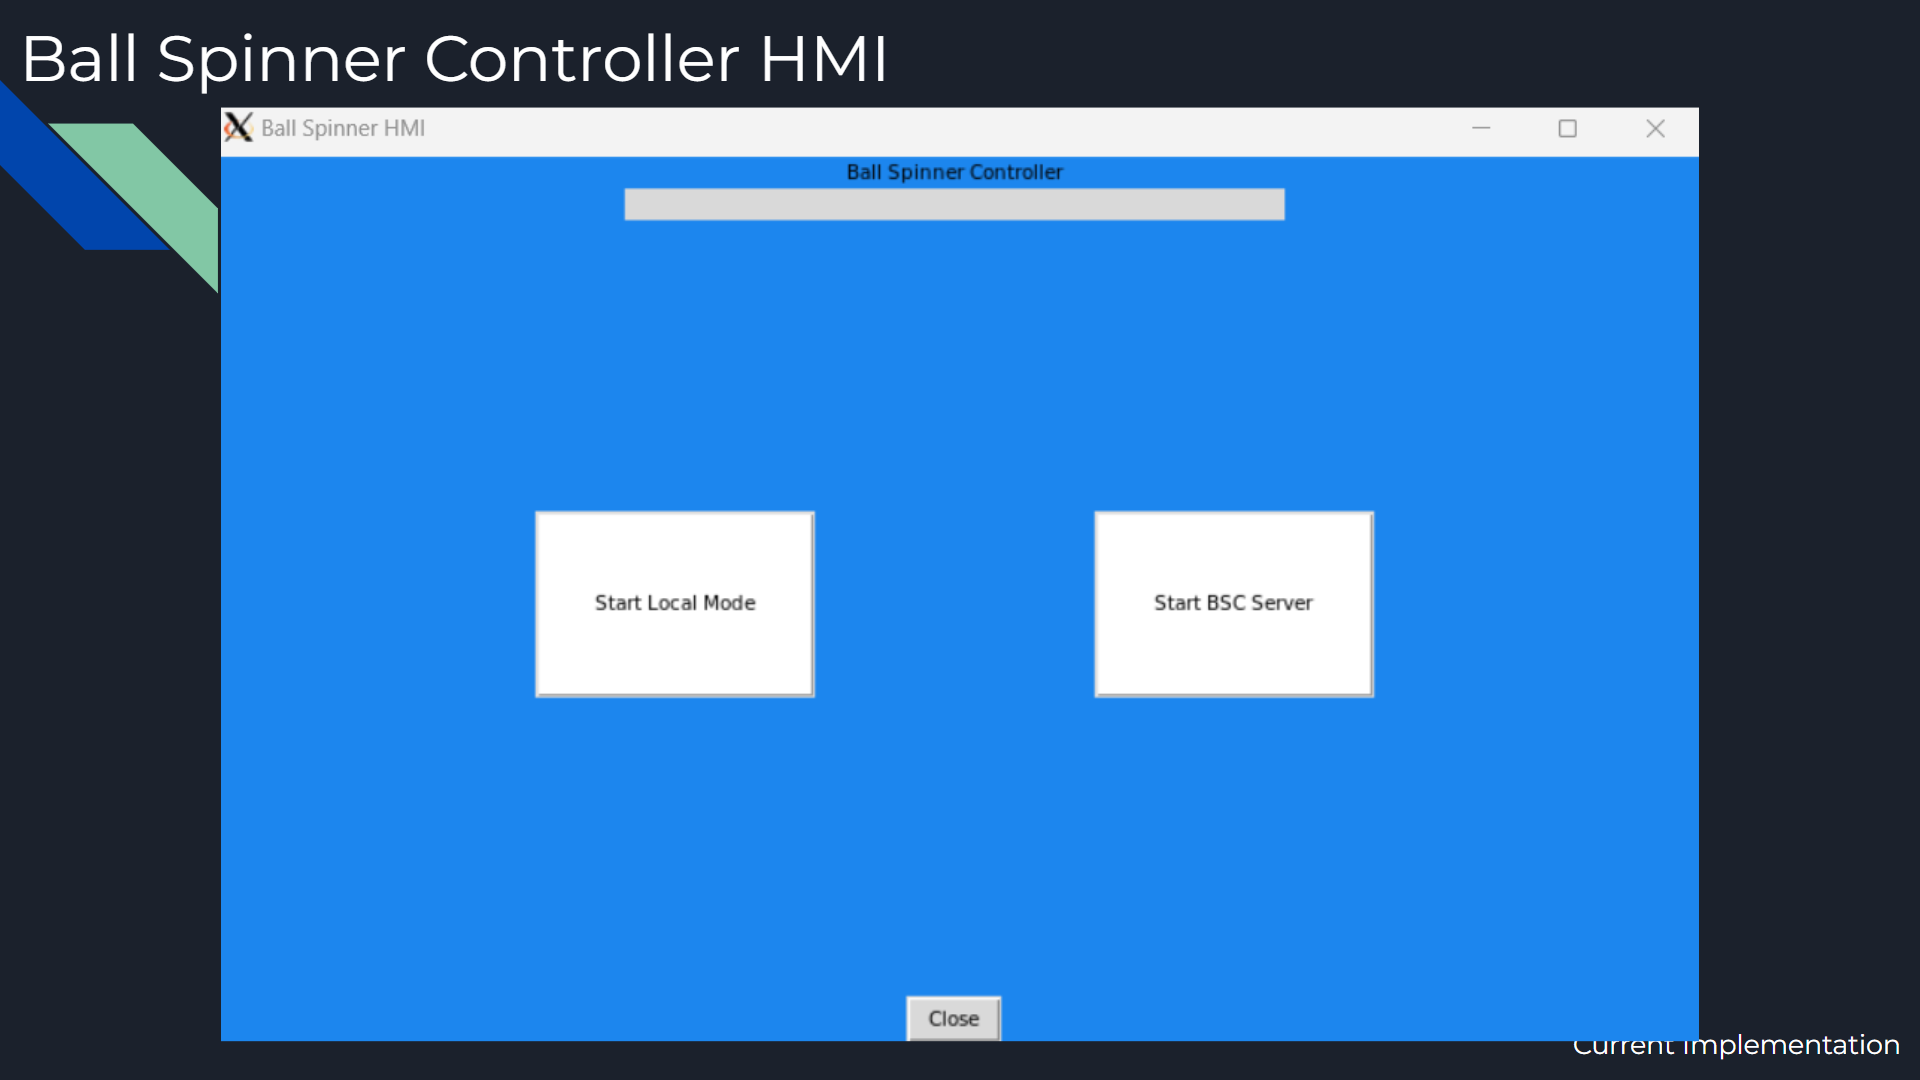 Ball Spinner Controller HMI
Ball Spinner HMI
Ball Spinner Controller
Start Local Mode
Start BSC Server
Close
Current Implementation